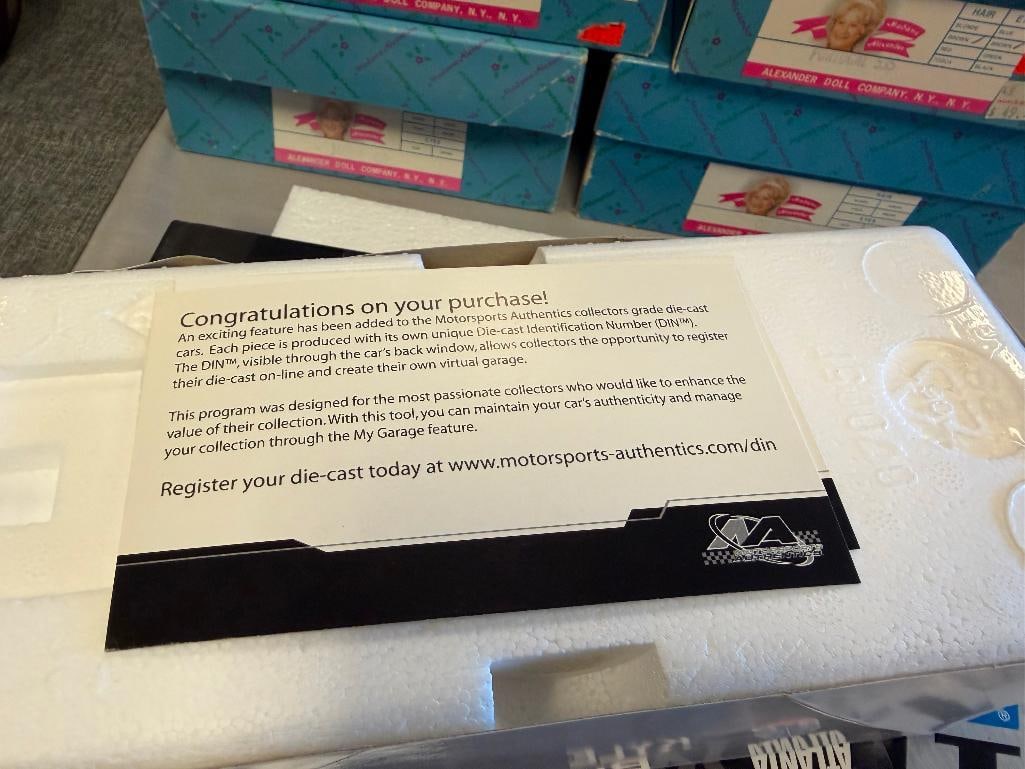 DOLL COMPANY, N.Y., N.Y.
HAIR
Madame
Alexander
ALEXANDER DOLL COMPANY, N.Y., N.Y.
ALEXANDER DOLL COMPANY, N.Y., N.Y.
Congratulations on your purchase!
An exciting feature has been added to the Motorsports Authentics collectors grade die-cast
cars. Each piece is produced with its own unique Die-cast Identification Number (DIN™).
The DIN™, visible through the car's back window, allows collectors the opportunity to register
their die-cast on-line and create their own virtual garage.
This program was designed for the most passionate collectors who would like to enhance the
value of their collection. With this tool, you can maintain your car's authenticity and manage
your collection through the My Garage feature.
Register your die-cast today at www.motorsports-authentics.com/din
MA
AUTHENTICS
ATLANTA